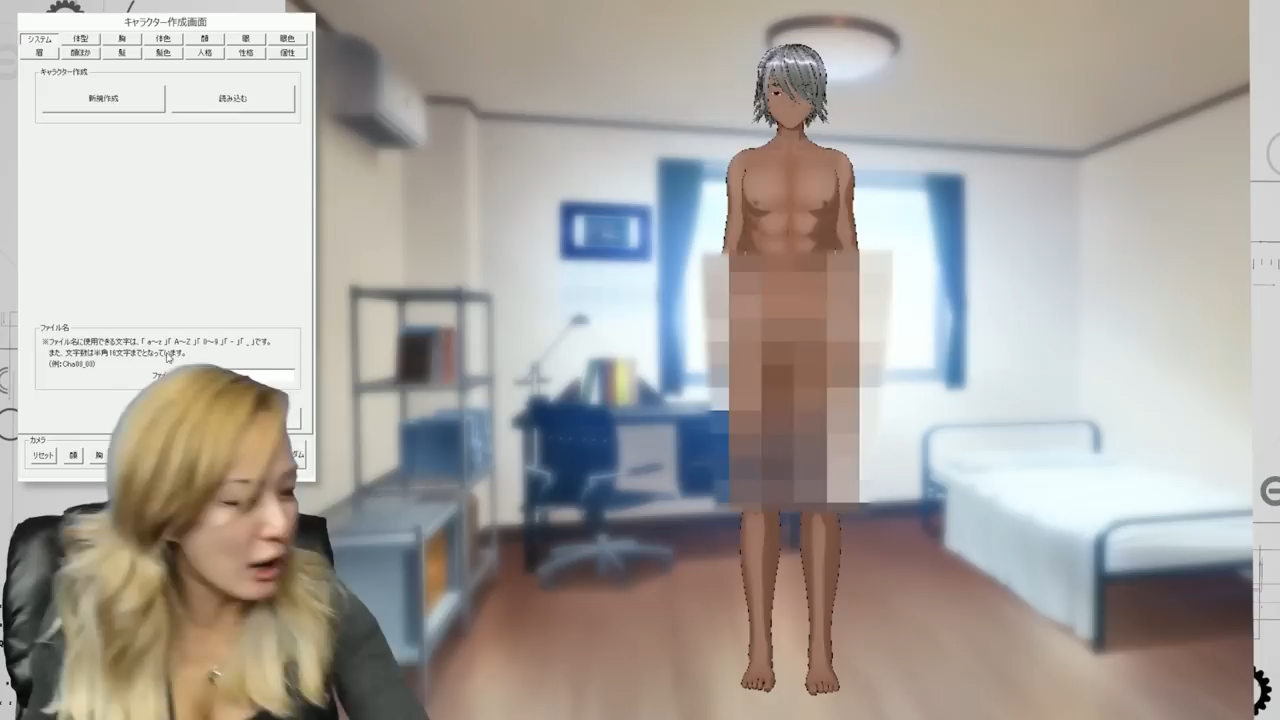 キャラクター作成画面
システム 体型 胸 体色 顔 眼 眼色
眉 顔ほか 髪 髪色 人格 性格 個性
キャラクター作成
新規作成 読み込む
ファイル名
※ファイル名に使用できる文字は、「 a～z 」「 A～Z 」「 0～9 」「 - 」「 _ 」です。
また、文字数は半角16文字までとなっています。
(例：Cha00_00)
ファ
カメラ
リセット 顔 胸 ダム